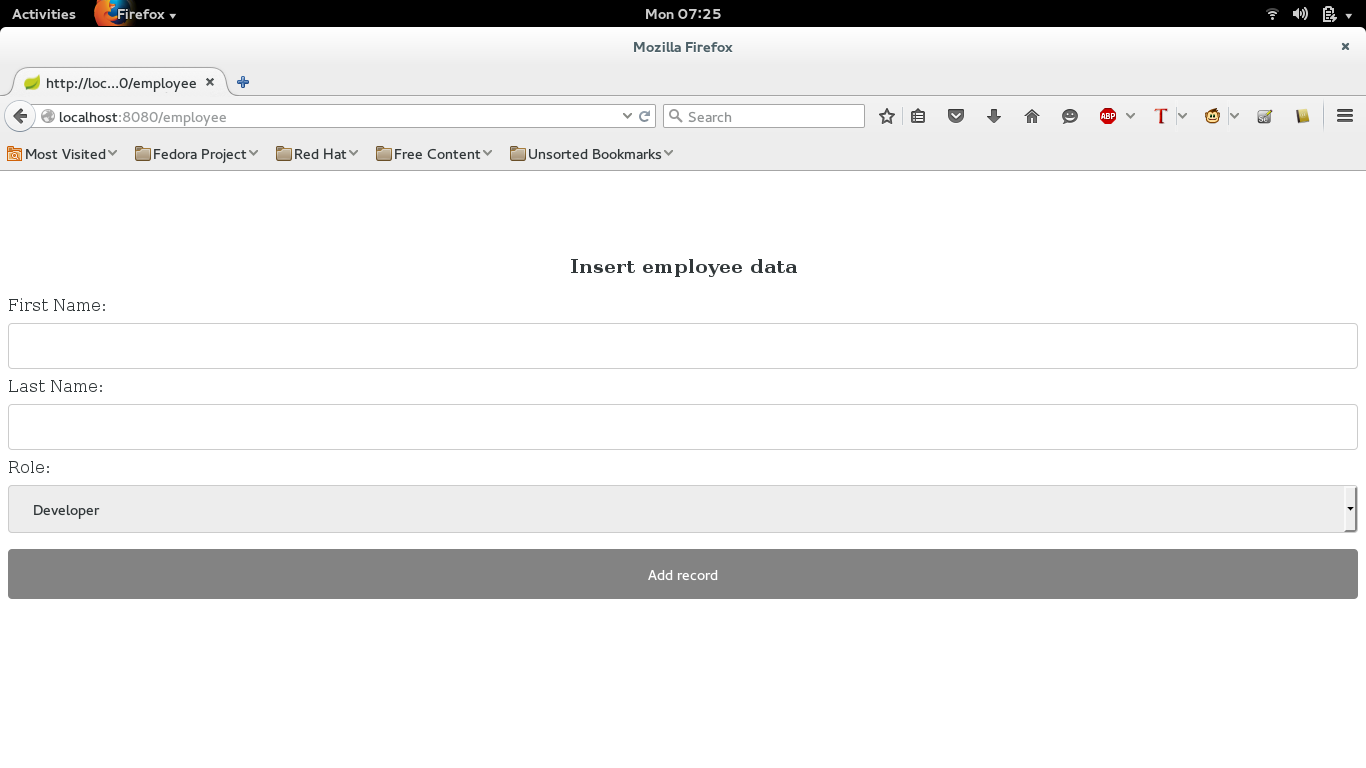 Activities Firefox Mon 07:25
Mozilla Firefox
http://loc...0/employee
localhost:8080/employee Search ABP T
Most Visited Fedora Project Red Hat Free Content Unsorted Bookmarks
Insert employee data
First Name:
Last Name:
Role:
Developer
Add record